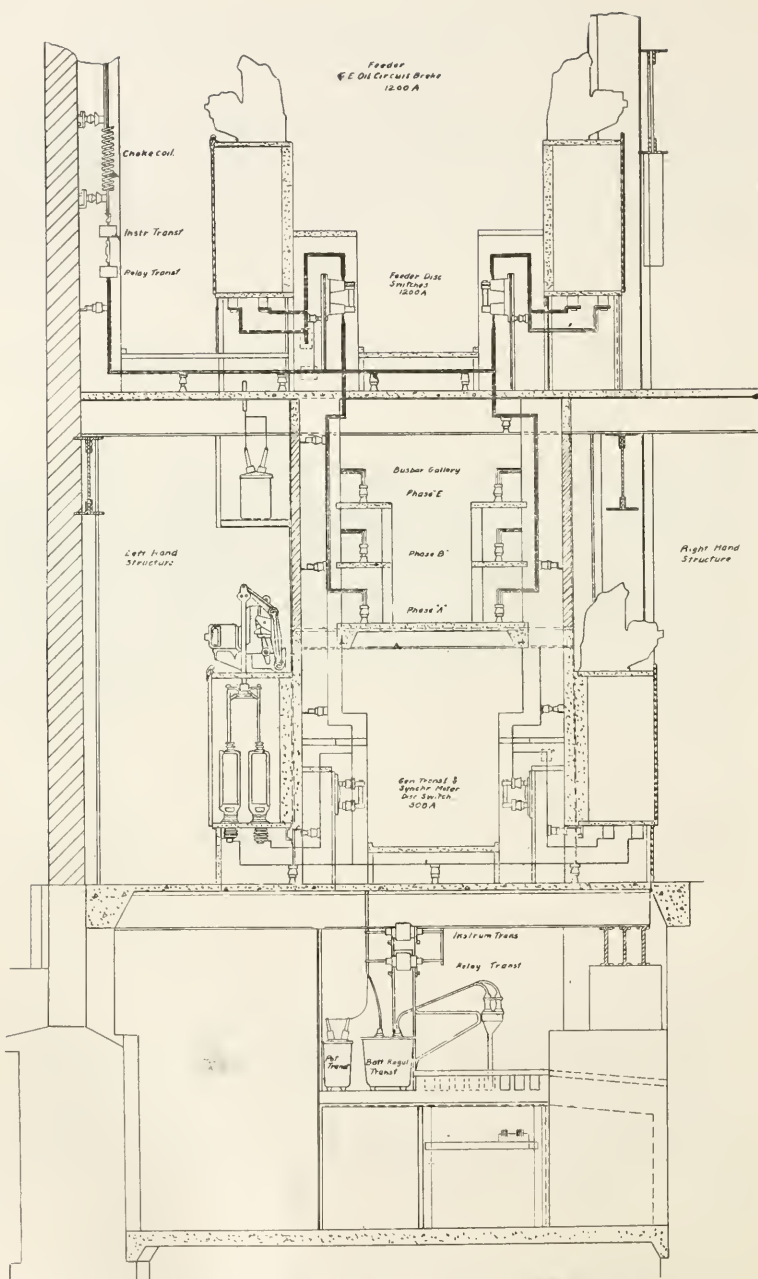 Feeder
G.E Oil Circuit Brake
1200 A
Choke Coil.
Instr Transf
Relay Transf
Feeder Disc
Switches
1200A
Busbar Gallery
Phase "E"
Left Hand
Structure
Phase B"
Right Hand
Structure
Phase "A"
Gen Transf &
Synchr Motor
Disc Switch
300A
Instrum Trans
Relay Transf
Pot
Transf
Batt Regul
Transf